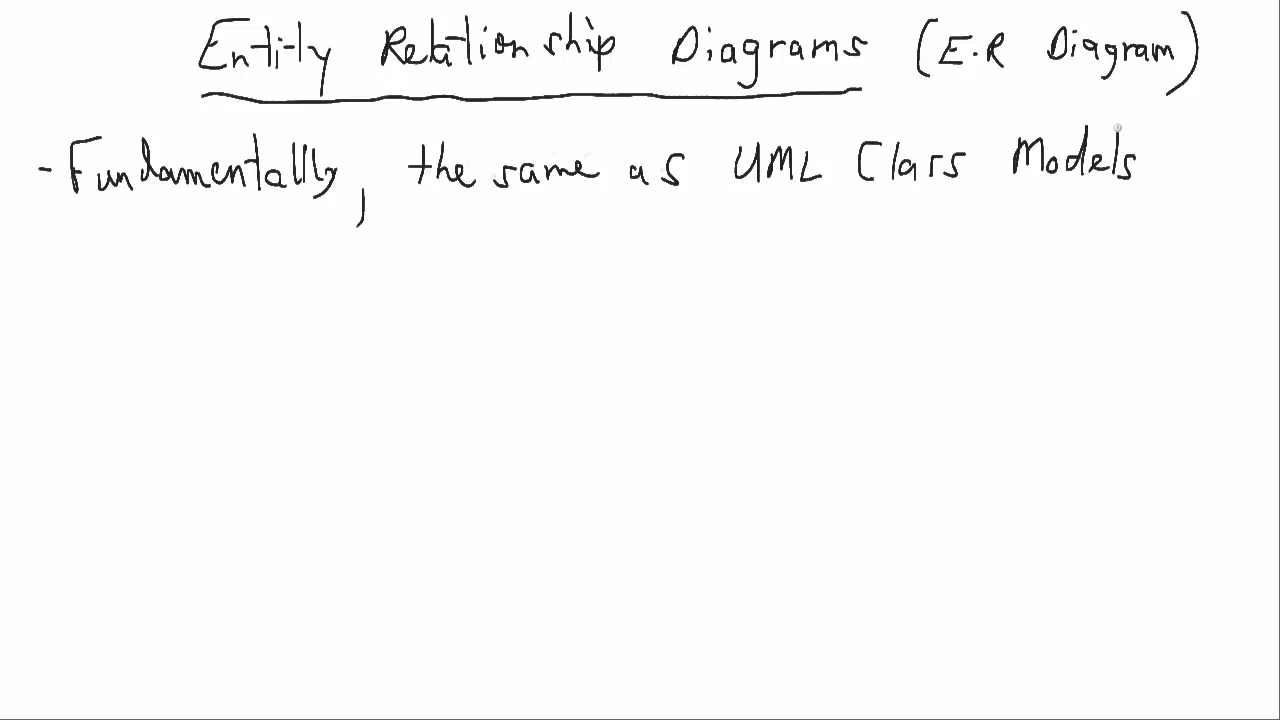 Entity Relationship Diagrams (E.R Diagram)
- Fundamentally, the same as UML Class Models